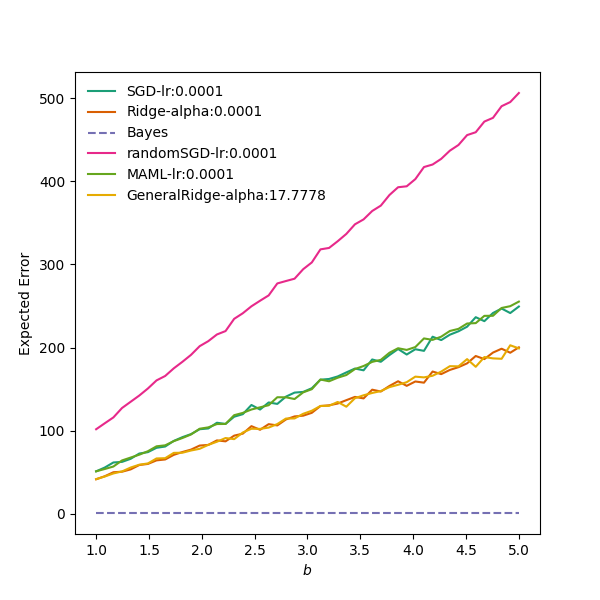 SGD-lr:0.0001
Ridge-alpha:0.0001
Bayes
randomSGD-lr:0.0001
MAML-lr:0.0001
GeneralRidge-alpha:17.7778
Expected Error
500
400
300
200
100
0
1.0 1.5 2.0 2.5 3.0 3.5 4.0 4.5 5.0
b